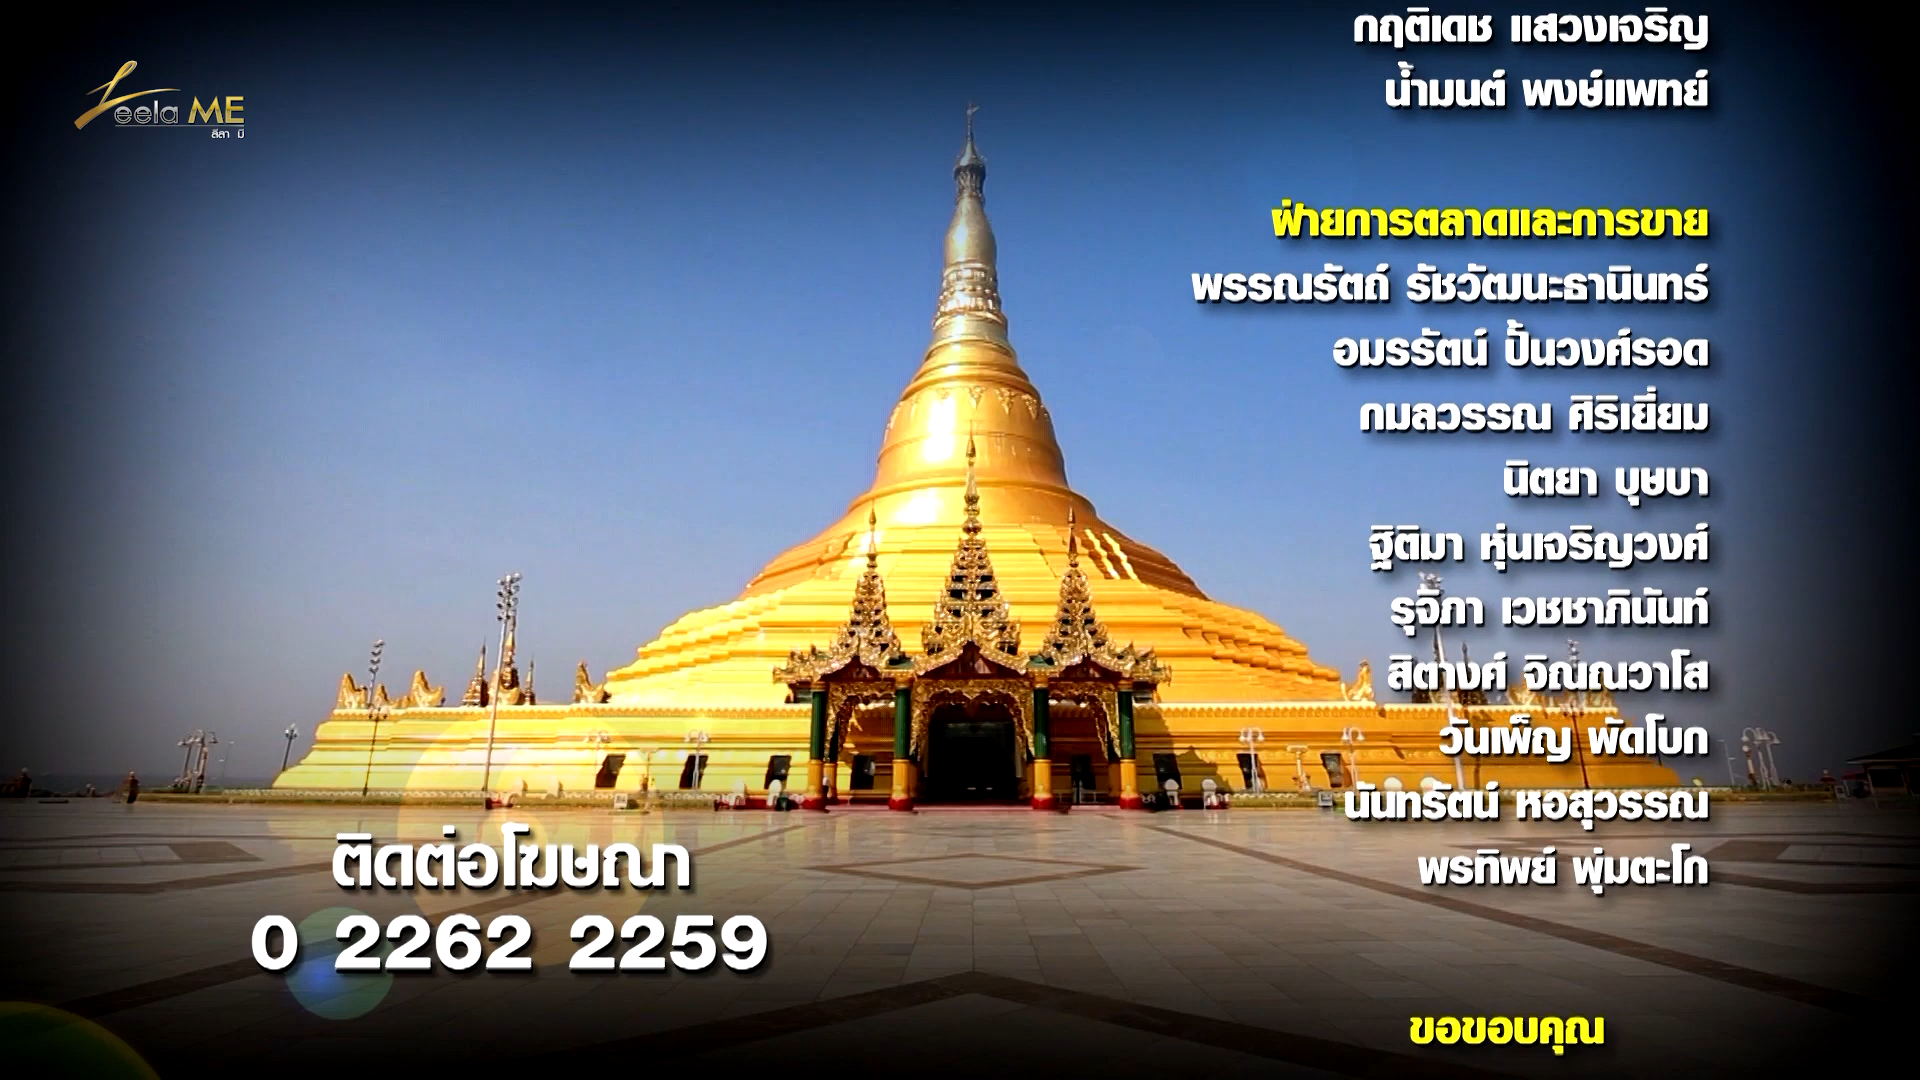 Leela ME
ลีลา มี
กฤติเดช แสวงเจริญ
น้ำมนต์ พงษ์แพทย์
ฝ่ายการตลาดและการขาย
พรรณรัตถ์ รัชวัฒนะธานินทร์
อมรรัตน์ ปั้นวงศ์รอด
กมลวรรณ ศิริเยี่ยม
นิตยา บุษบา
ฐิติมา หุ่นเจริญวงศ์
รุจิภา เวชชาภินันท์
สิตางศ์ จิณณวาโส
วันเพ็ญ พัดโบก
นันทรัตน์ หอสุวรรณ
พรทิพย์ พุ่มตะโก
ติดต่อโฆษณา
0 2262 2259
ขอขอบคุณ